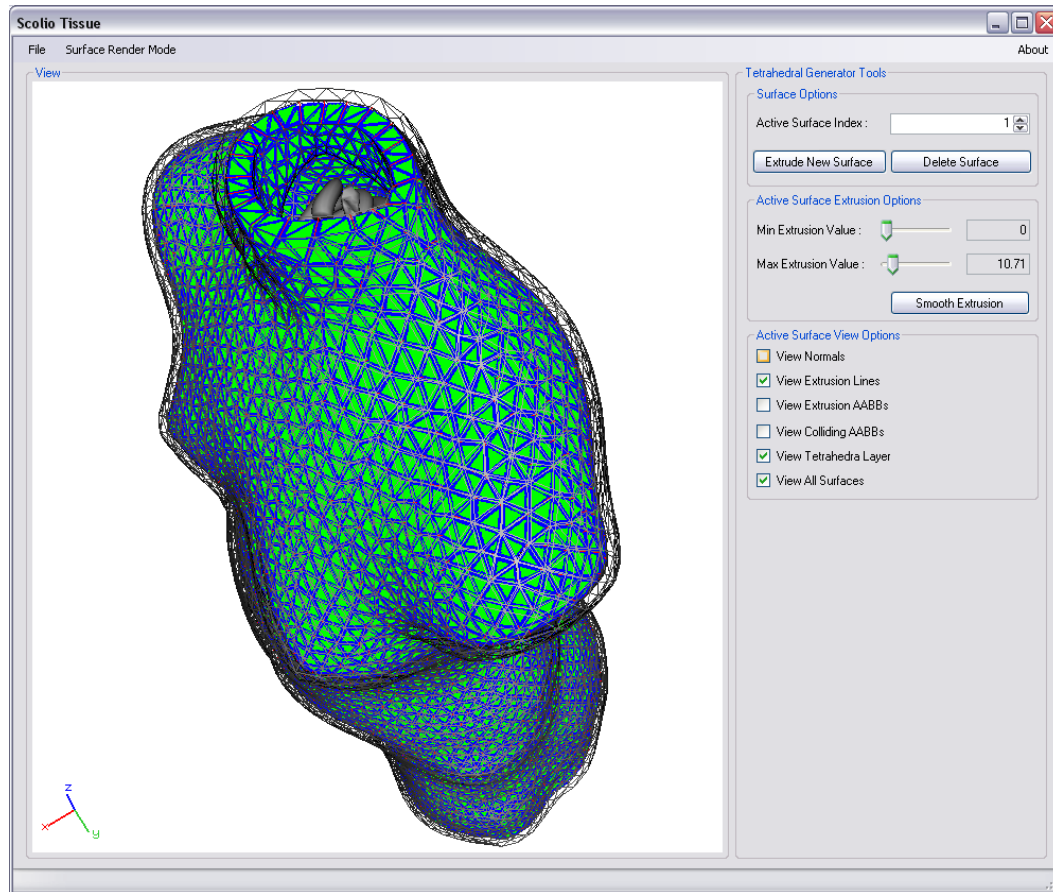 Scolio Tissue
File Surface Render Mode About
View
Tetrahedral Generator Tools
Surface Options
Active Surface Index : 1
Extrude New Surface Delete Surface
Active Surface Extrusion Options
Min Extrusion Value : 0
Max Extrusion Value : 10.71
Smooth Extrusion
Active Surface View Options
View Normals
View Extrusion Lines
View Extrusion AABBs
View Colliding AABBs
View Tetrahedra Layer
View All Surfaces
z
x
y